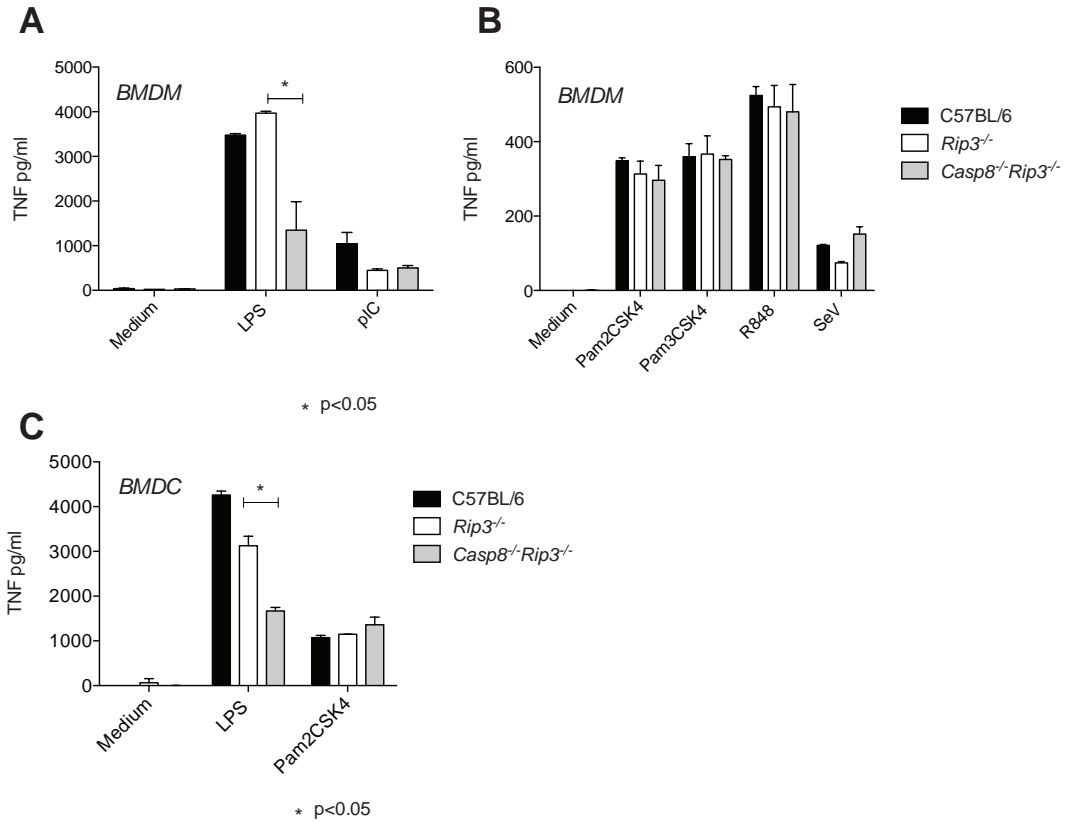 A
BMDM
TNF pg/ml
5000
4000
3000
2000
1000
0
*
Medium
LPS
pIC
* p<0.05
B
BMDM
TNF pg/ml
600
400
200
0
Medium
Pam2CSK4
Pam3CSK4
R848
SeV
C57BL/6
Rip3-/-
Casp8-/-Rip3-/-
C
BMDC
TNF pg/ml
5000
4000
3000
2000
1000
0
*
Medium
LPS
Pam2CSK4
C57BL/6
Rip3-/-
Casp8-/-Rip3-/-
* p<0.05